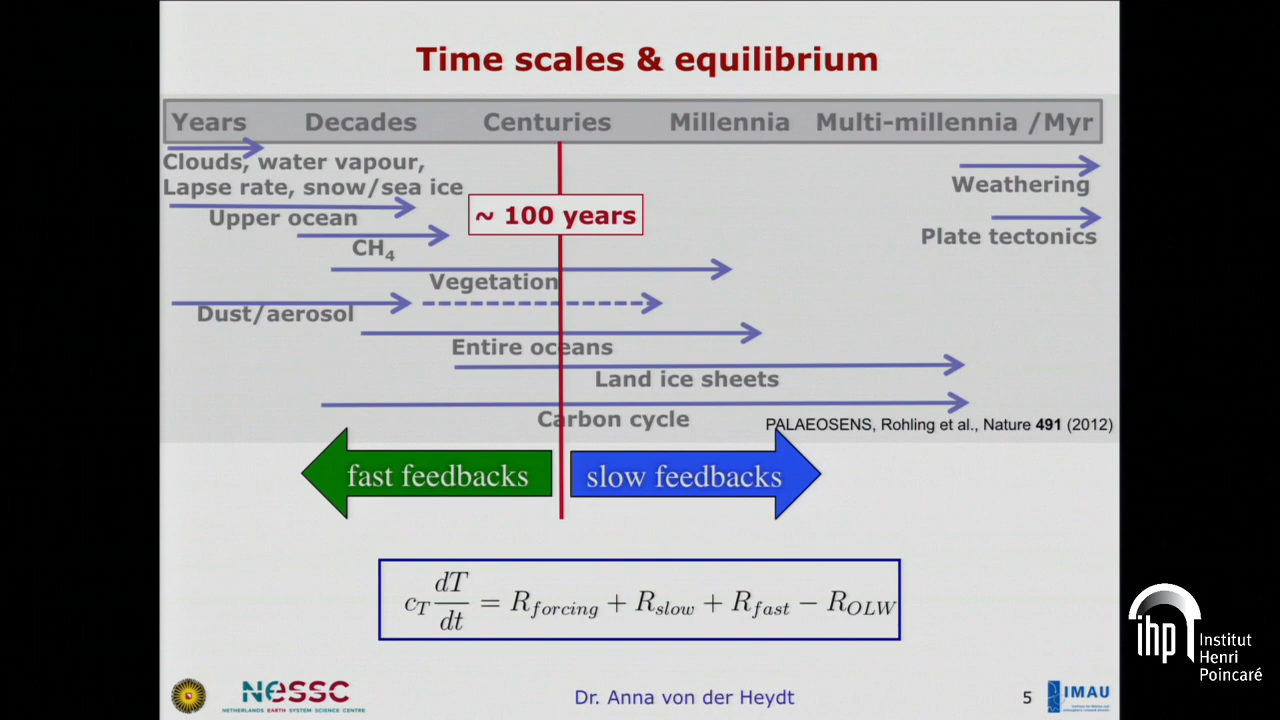 Time scales & equilibrium
Years Decades Centuries Millennia Multi-millennia /Myr
Clouds, water vapour,
Lapse rate, snow/sea ice
Weathering
~ 100 years
Upper ocean
Plate tectonics
CH₄
Vegetation
Dust/aerosol
Entire oceans
Land ice sheets
Carbon cycle
PALAEOSENS, Rohling et al., Nature 491 (2012)
fast feedbacks slow feedbacks
c_T dT/dt = R_forcing + R_slow + R_fast − R_OLW
ihp Institut
Henri
Poincaré
NESSC
NETHERLANDS EARTH SYSTEM SCIENCE CENTRE
Dr. Anna von der Heydt
5
IMAU